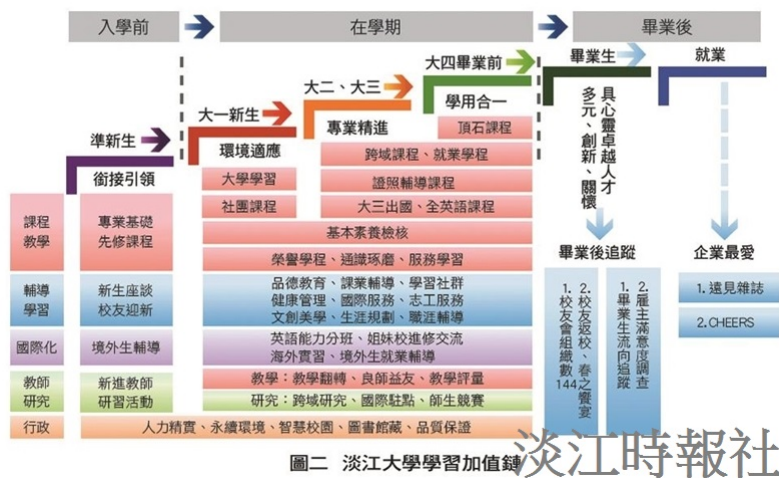 入學前
在學期
畢業後
準新生
大一新生
大二、大三
大四畢業前
畢業生
就業
銜接引領
環境適應
專業精進
學用合一
具心靈卓越人才
多元、創新、關懷
頂石課程
跨域課程、就業學程
大學學習
證照輔導課程
社團課程
大三出國、全英語課程
課程
教學
專業基礎
先修課程
基本素養檢核
榮譽學程、通識琢磨、服務學習
畢業後追蹤
企業最愛
輔導
學習
新生座談
校友迎新
品德教育、課業輔導、學習社群
健康管理、國際服務、志工服務
文創美學、生涯規劃、職涯輔導
1.校友會組織數144
2.校友返校、春之饗宴
1.畢業生流向追蹤
2.雇主滿意度調查
1.遠見雜誌
2.CHEERS
國際化
境外生輔導
英語能力分班、姐妹校進修交流
海外實習、境外生就業輔導
教師
研究
新進教師
研習活動
教學：教學翻轉、良師益友、教學評量
研究：跨域研究、國際駐點、師生競賽
行政
人力精實、永續環境、智慧校園、圖書館藏、品質保證
圖二 淡江大學學習加值鏈
淡江時報社